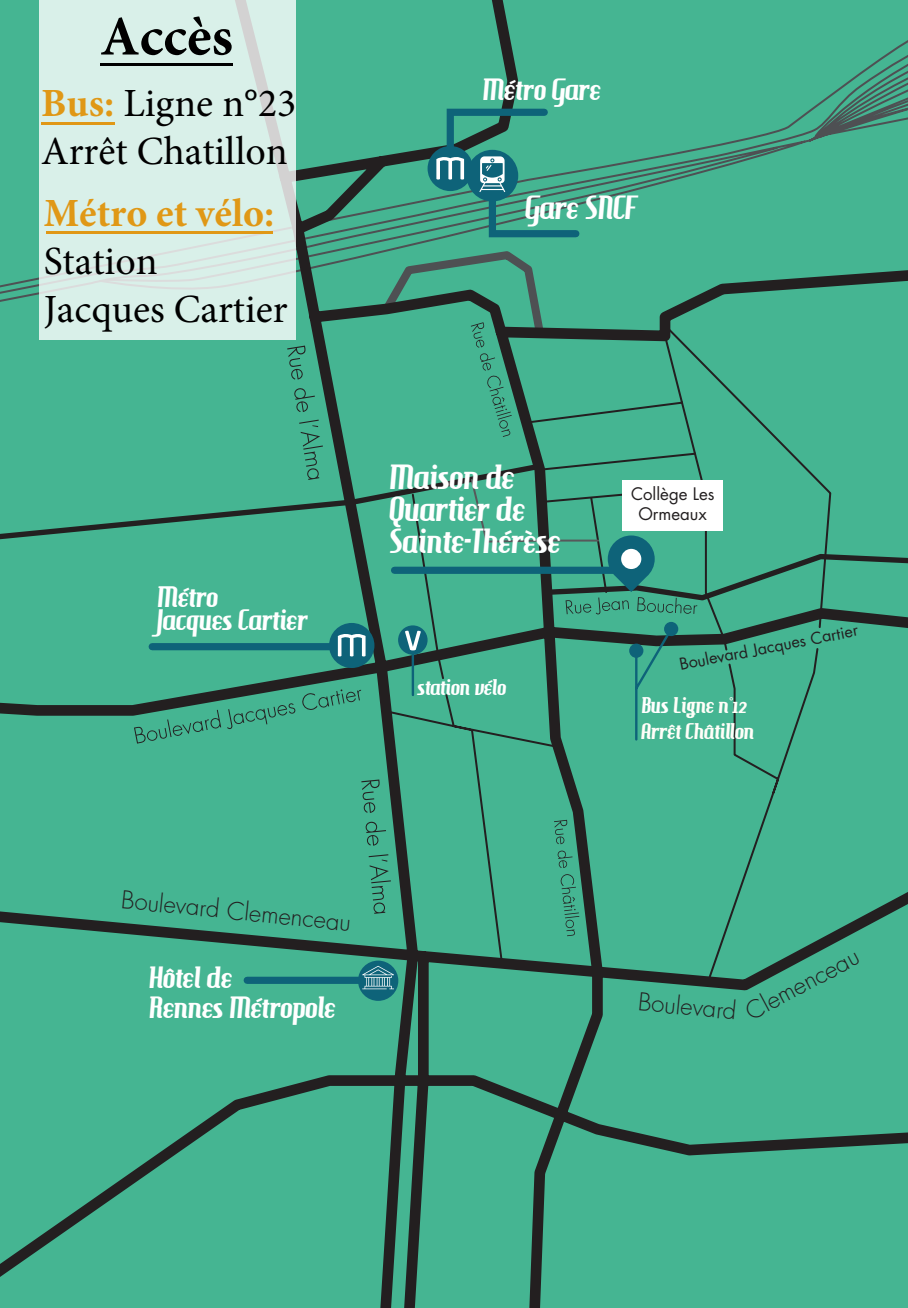 Accès
Bus: Ligne n°23
Arrêt Chatillon
Métro et vélo:
Station
Jacques Cartier
Métro Gare
m
Gare SNCF
Rue de l'Alma
Rue de Châtillon
Maison de
Quartier de
Sainte-Thérèse
Collège Les
Ormeaux
Rue Jean Boucher
Métro
Jacques Cartier
m
V
station vélo
Boulevard Jacques Cartier
Boulevard Jacques Cartier
Bus Ligne n°12
Arrêt Châtillon
Rue de l'Alma
Rue de Châtillon
Boulevard Clemenceau
Hôtel de
Rennes Métropole
Boulevard Clemenceau